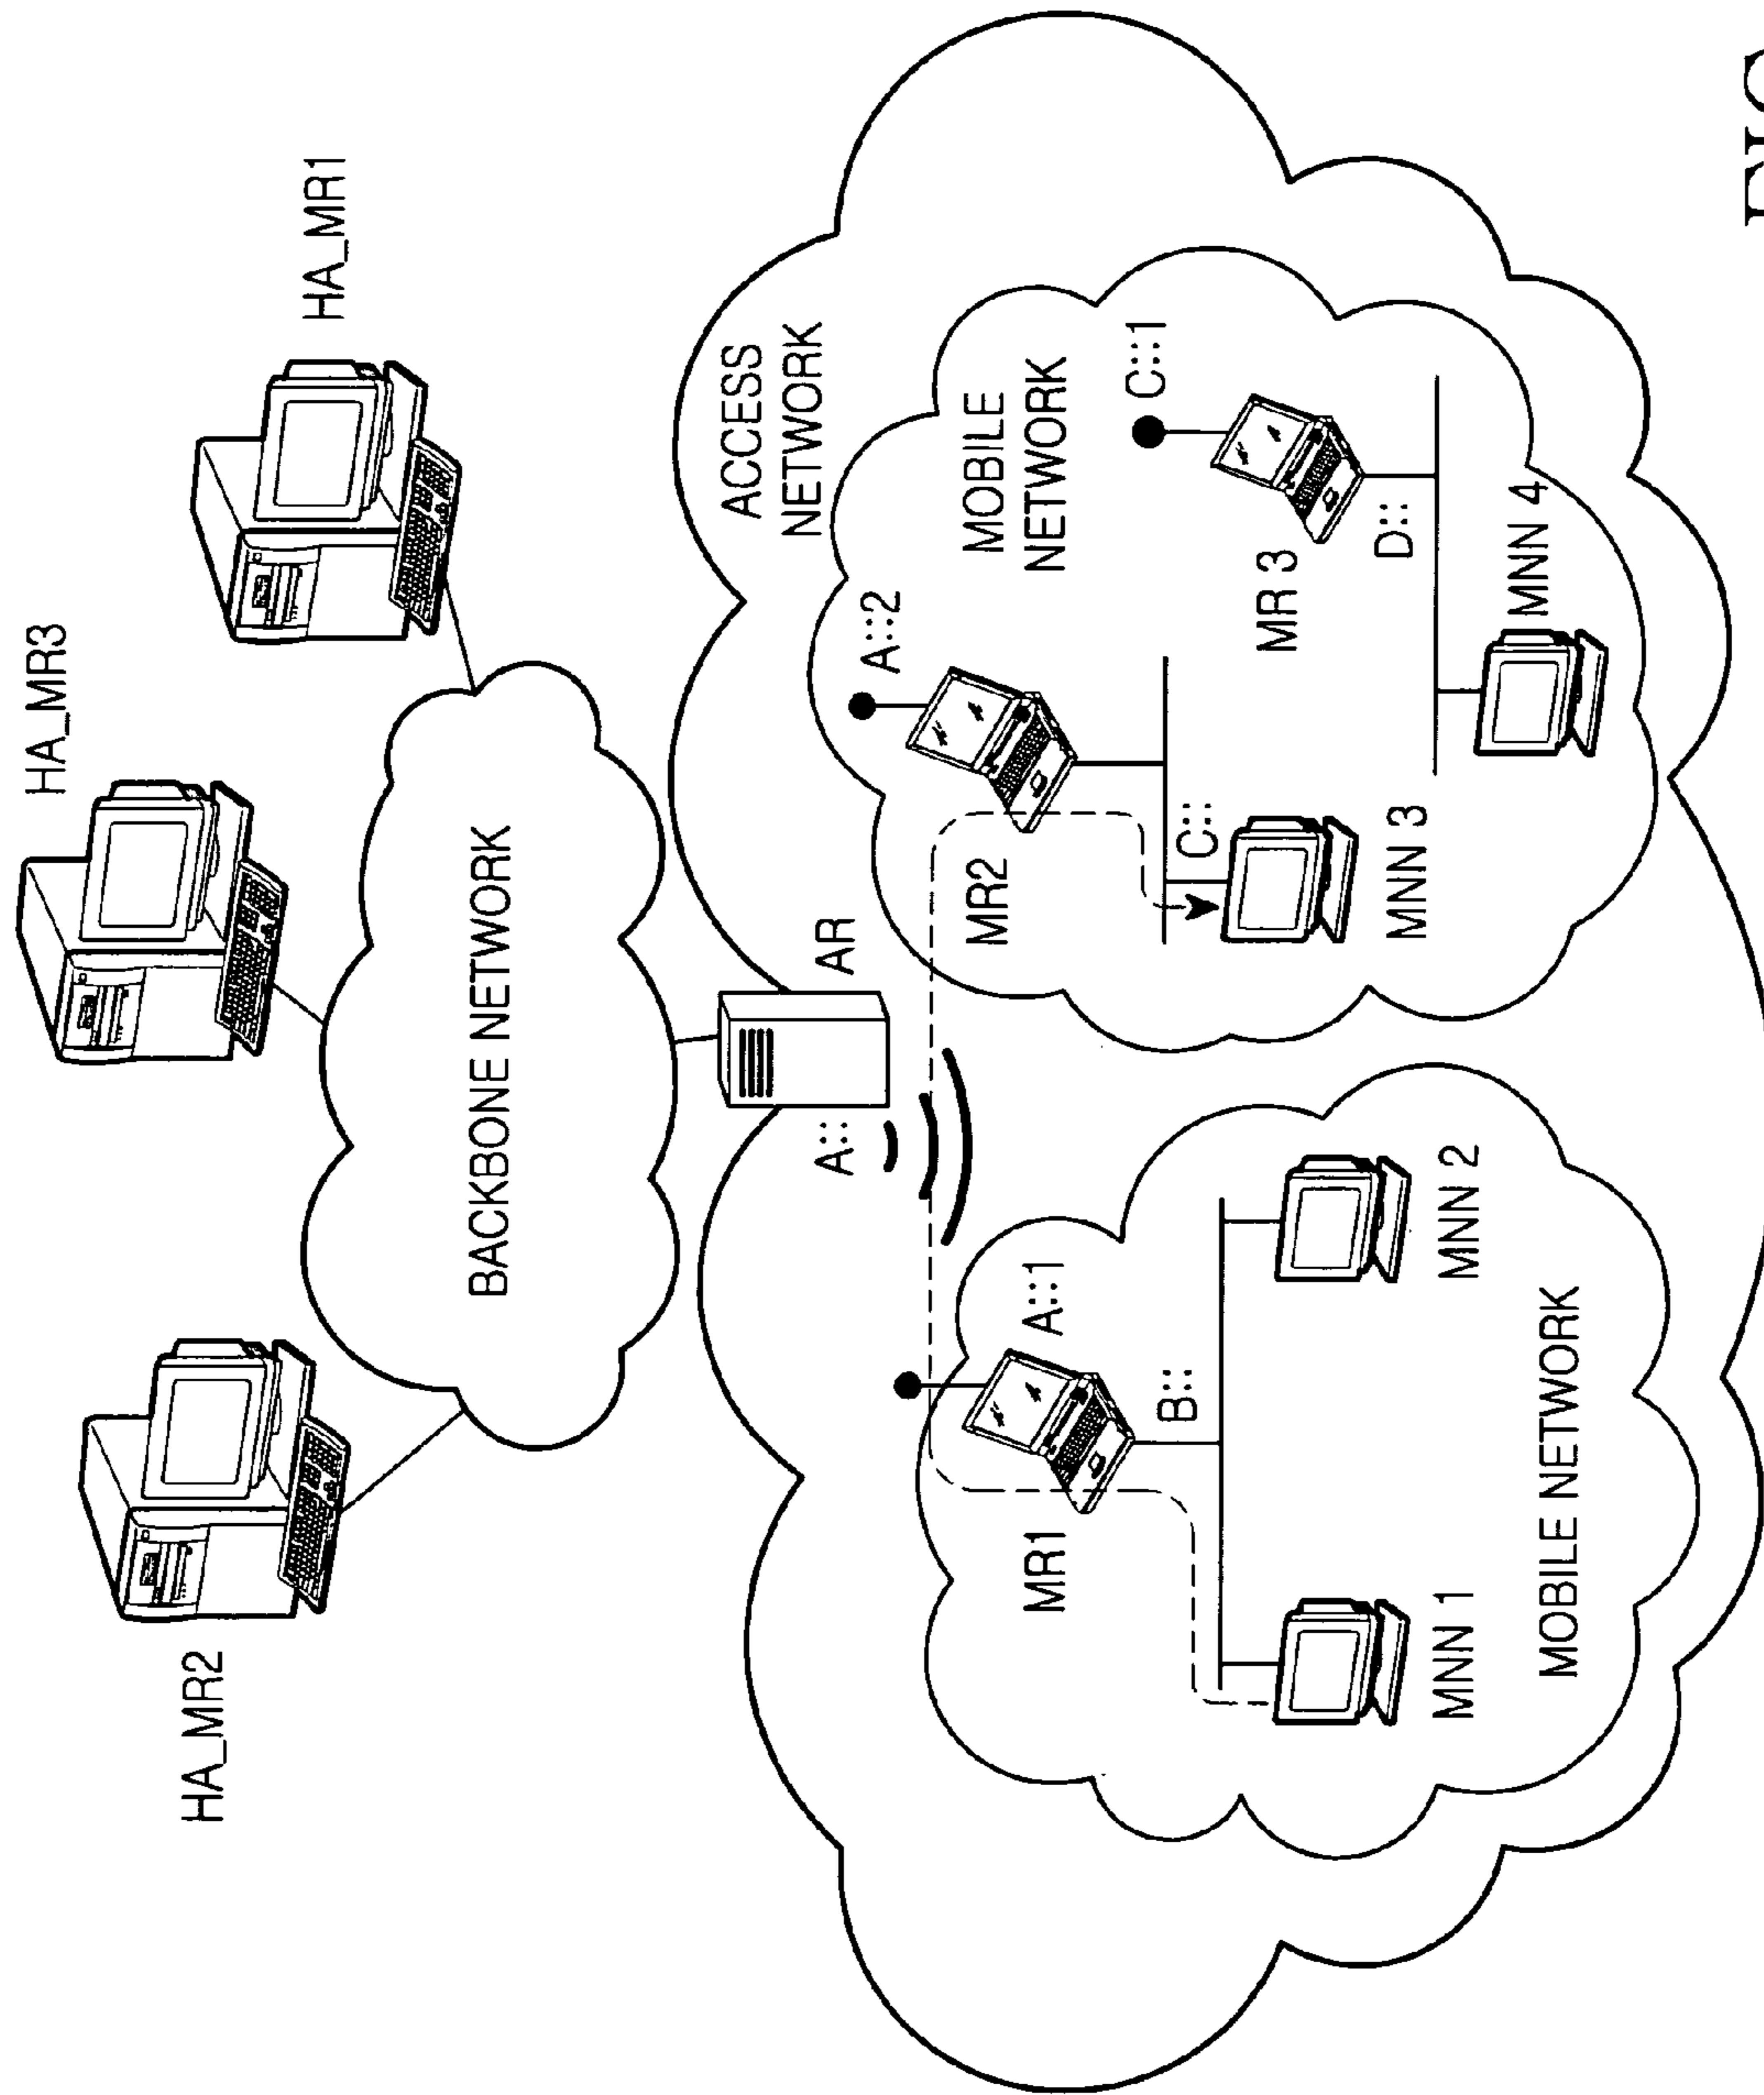 HA_MR2
HA_MR3
HA_MR1
BACKBONE NETWORK
A::
AR
ACCESS
NETWORK
MR1
A::1
B::
MNN 1
MNN 2
MOBILE NETWORK
MR2
A::2
C::
MNN 3
MOBILE
NETWORK
C::1
MR 3
D::
MNN 4